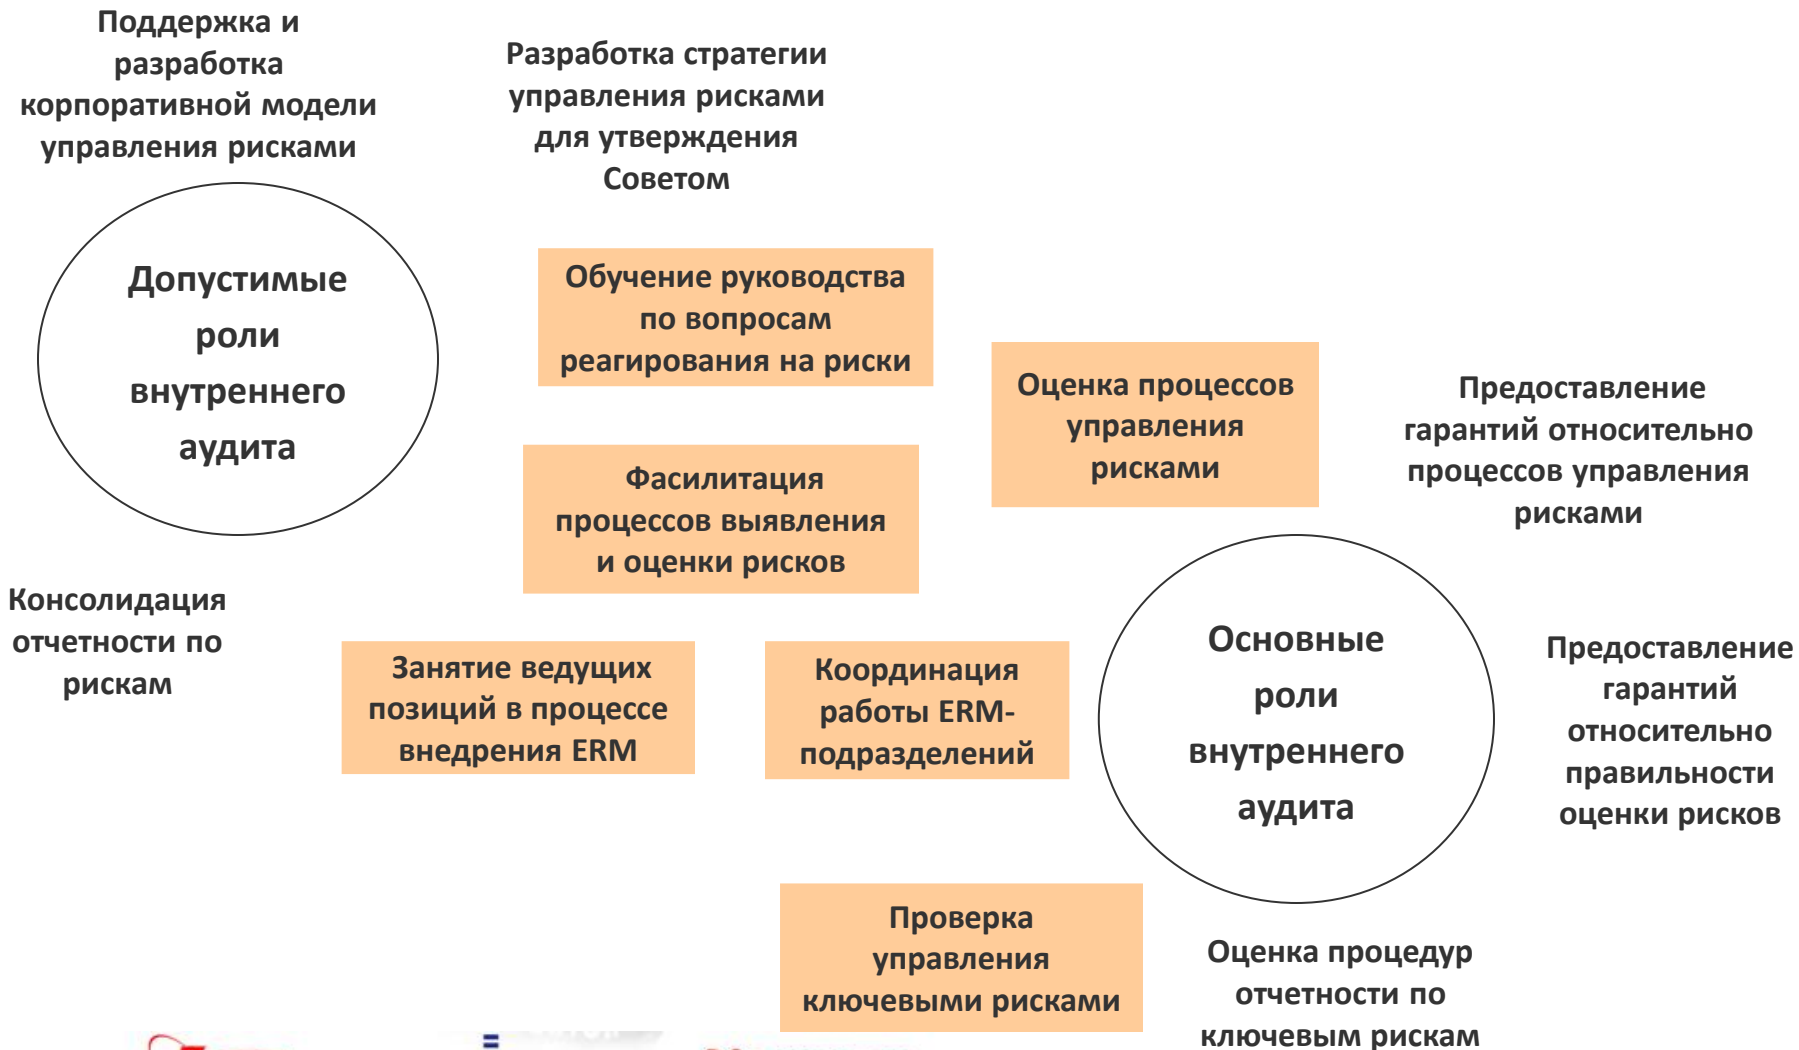 Поддержка и
разработка
корпоративной модели
управления рисками
Разработка стратегии
управления рисками
для утверждения
Советом
Допустимые
роли
внутреннего
аудита
Обучение руководства
по вопросам
реагирования на риски
Оценка процессов
управления
рисками
Предоставление
гарантий относительно
процессов управления
рисками
Фасилитация
процессов выявления
и оценки рисков
Консолидация
отчетности по
рискам
Занятие ведущих
позиций в процессе
внедрения ERM
Координация
работы ERM-
подразделений
Основные
роли
внутреннего
аудита
Предоставление
гарантий
относительно
правильности
оценки рисков
Проверка
управления
ключевыми рисками
Оценка процедур
отчетности по
ключевым рискам